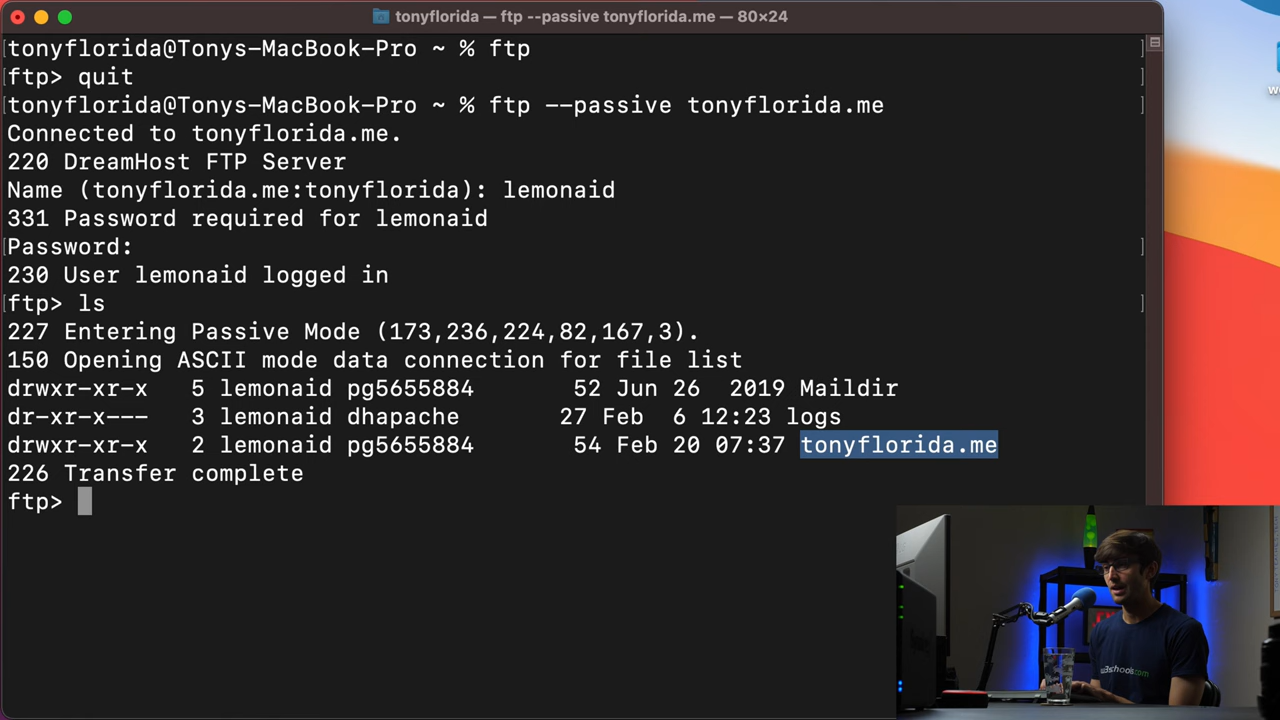 tonyflorida — ftp --passive tonyflorida.me — 80×24
tonyflorida@Tonys-MacBook-Pro ~ % ftp
ftp> quit
tonyflorida@Tonys-MacBook-Pro ~ % ftp --passive tonyflorida.me
Connected to tonyflorida.me.
220 DreamHost FTP Server
Name (tonyflorida.me:tonyflorida): lemonaid
331 Password required for lemonaid
Password:
230 User lemonaid logged in
ftp> ls
227 Entering Passive Mode (173,236,224,82,167,3).
150 Opening ASCII mode data connection for file list
drwxr-xr-x   5 lemonaid pg5655884       52 Jun 26  2019 Maildir
dr-xr-x---   3 lemonaid dhapache       27 Feb  6 12:23 logs
drwxr-xr-x   2 lemonaid pg5655884       54 Feb 20 07:37 tonyflorida.me
226 Transfer complete
ftp>